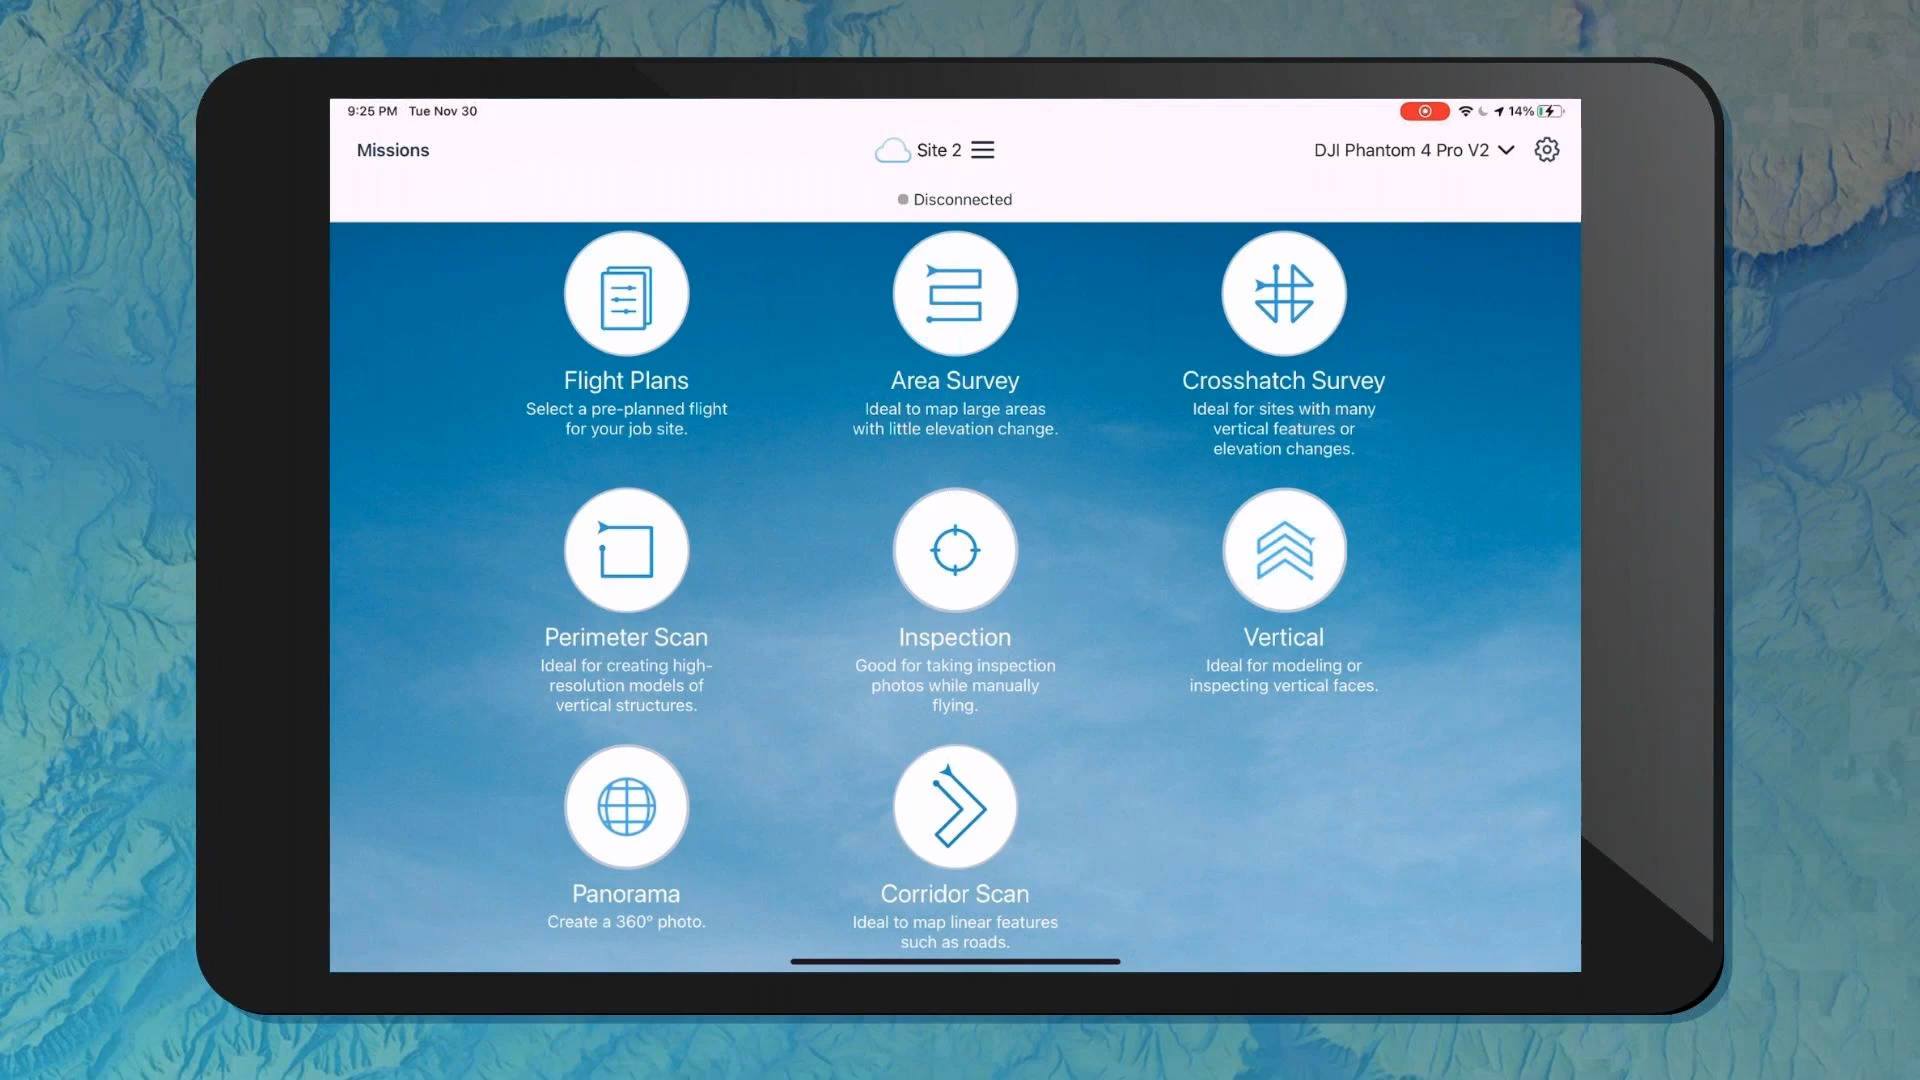 9:25 PM Tue Nov 30
14%
Missions
Site 2
DJI Phantom 4 Pro V2
Disconnected
Flight Plans
Select a pre-planned flight
for your job site.
Area Survey
Ideal to map large areas
with little elevation change.
Crosshatch Survey
Ideal for sites with many
vertical features or
elevation changes.
Perimeter Scan
Ideal for creating high-
resolution models of
vertical structures.
Inspection
Good for taking inspection
photos while manually
flying.
Vertical
Ideal for modeling or
inspecting vertical faces.
Panorama
Create a 360° photo.
Corridor Scan
Ideal to map linear features
such as roads.